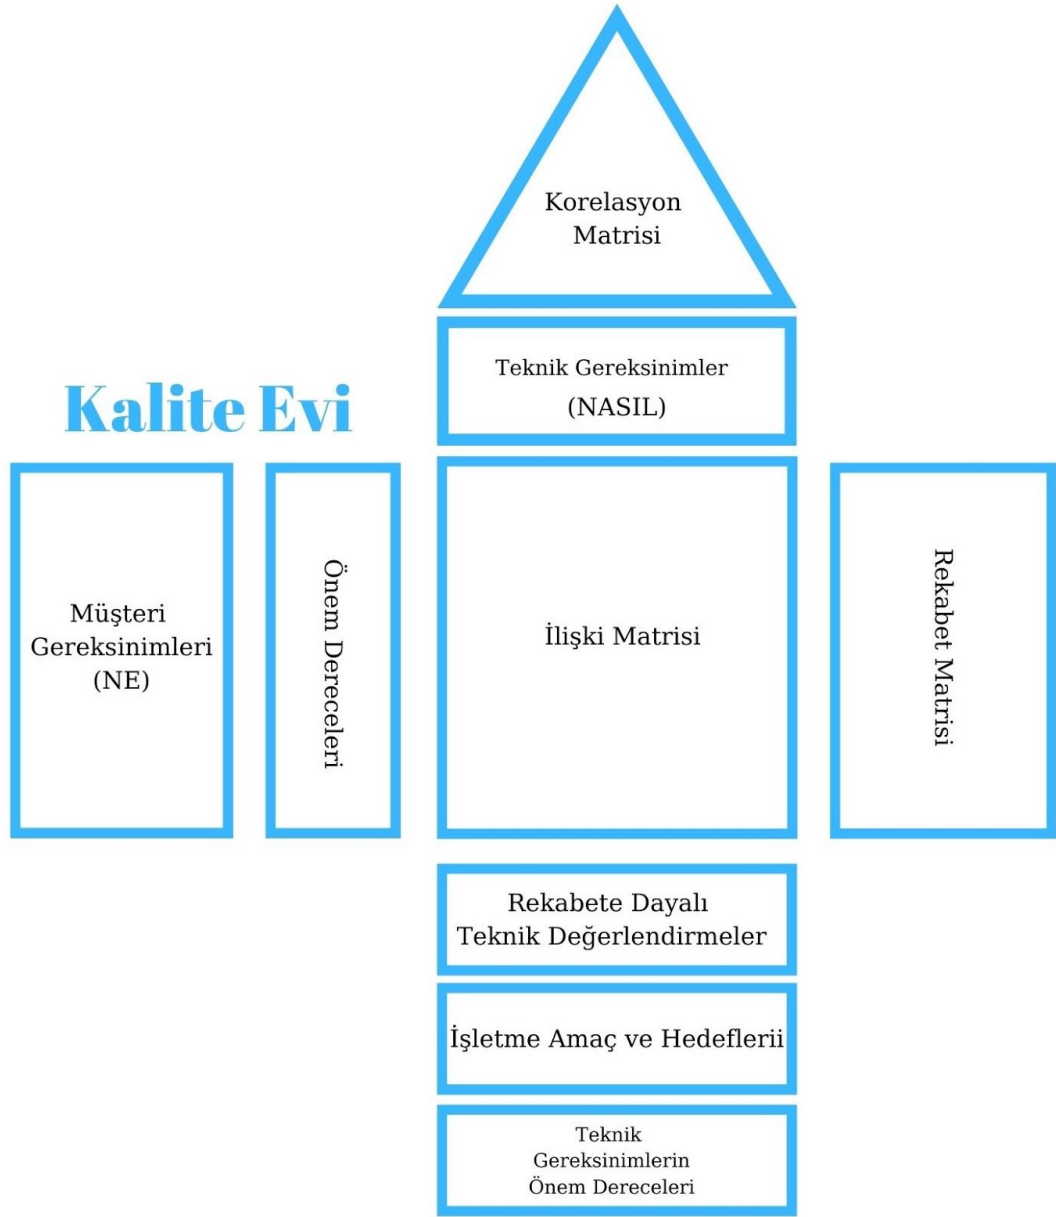 Korelasyon
Matrisi
Teknik Gereksinimler
(NASIL)
Kalite Evi
Müşteri
Gereksinimleri
(NE)
Önem Dereceleri
İlişki Matrisi
Rekabet Matrisi
Rekabete Dayalı
Teknik Değerlendirmeler
İşletme Amaç ve Hedeflerii
Teknik
Gereksinimlerin
Önem Dereceleri